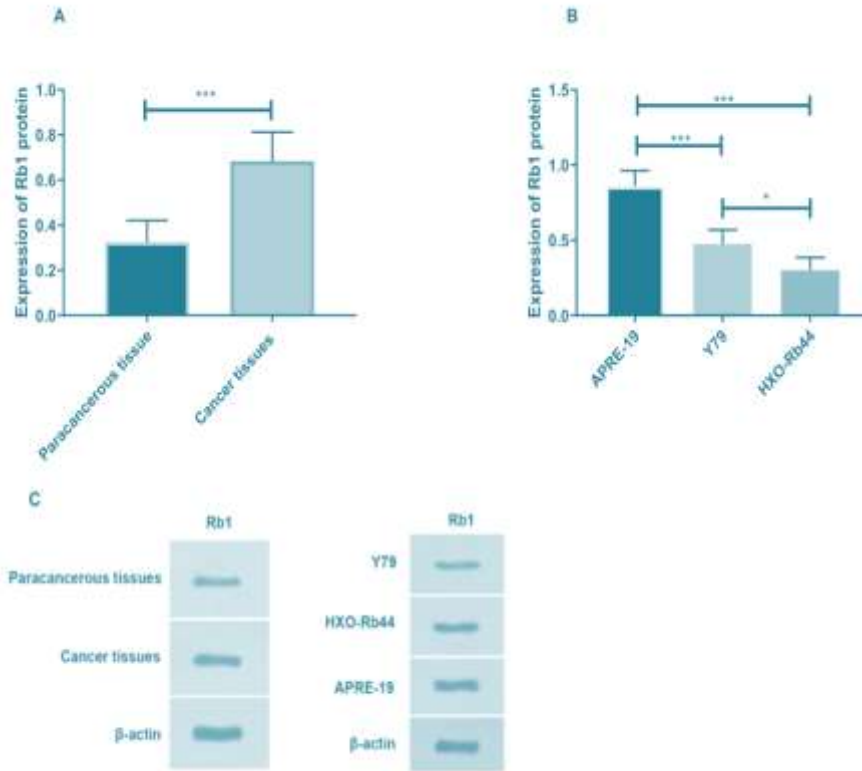 A
Expression of Rb1 protein
1.0
0.8
0.6
0.4
0.2
0.0
***
Paracancerous tissue
Cancer tissues
B
Expression of Rb1 protein
1.5
1.0
0.5
0.0
***
***
*
APRE-19
Y79
HXO-Rb44
C
Rb1
Paracancerous tissues
Cancer tissues
β-actin
Rb1
Y79
HXO-Rb44
APRE-19
β-actin